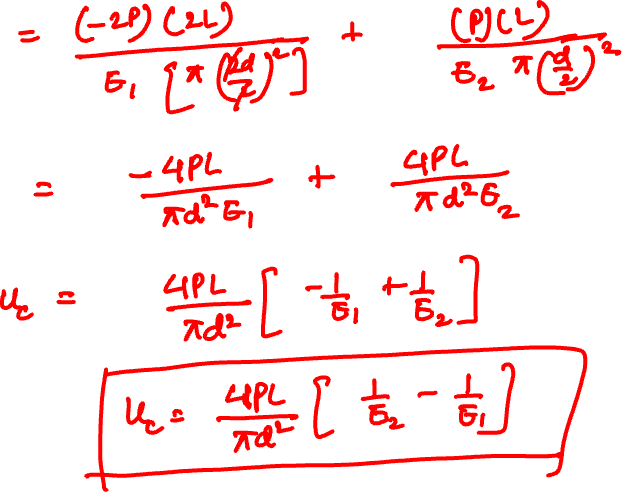 = (-2P)(2L) / E₁ [π (2d/2)²] + (P)(L) / E₂ π(d/2)²
= -4PL / πd²E₁ + 4PL / πd²E₂
u_c = 4PL / πd² [ -1/E₁ + 1/E₂ ]
u_c = 4PL / πd² [ 1/E₂ - 1/E₁ ]